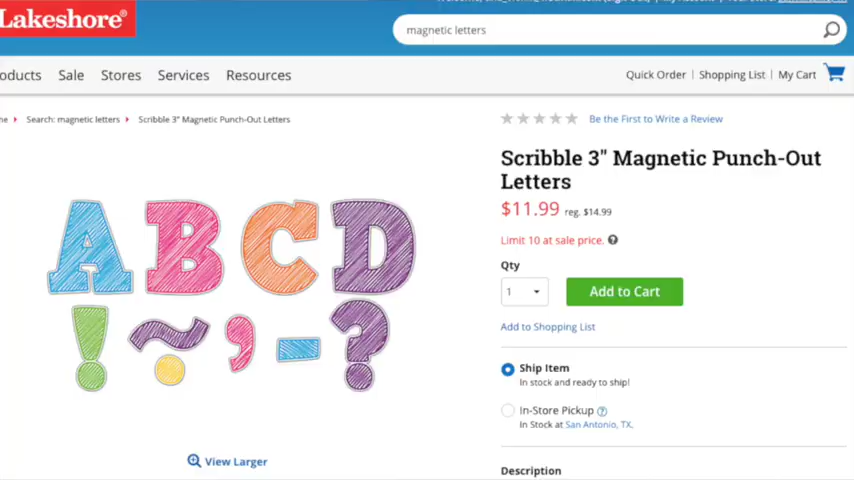 Lakeshore®
magnetic letters
oducts Sale Stores Services Resources
Quick Order | Shopping List | My Cart
Search: magnetic letters Scribble 3" Magnetic Punch-Out Letters
Be the First to Write a Review
Scribble 3" Magnetic Punch-Out
Letters
$11.99 reg. $14.99
Limit 10 at sale price.
Qty
1
Add to Cart
Add to Shopping List
Ship Item
In stock and ready to ship!
In-Store Pickup
In Stock at San Antonio, TX.
Description
A B C D
! ~ , - ?
View Larger